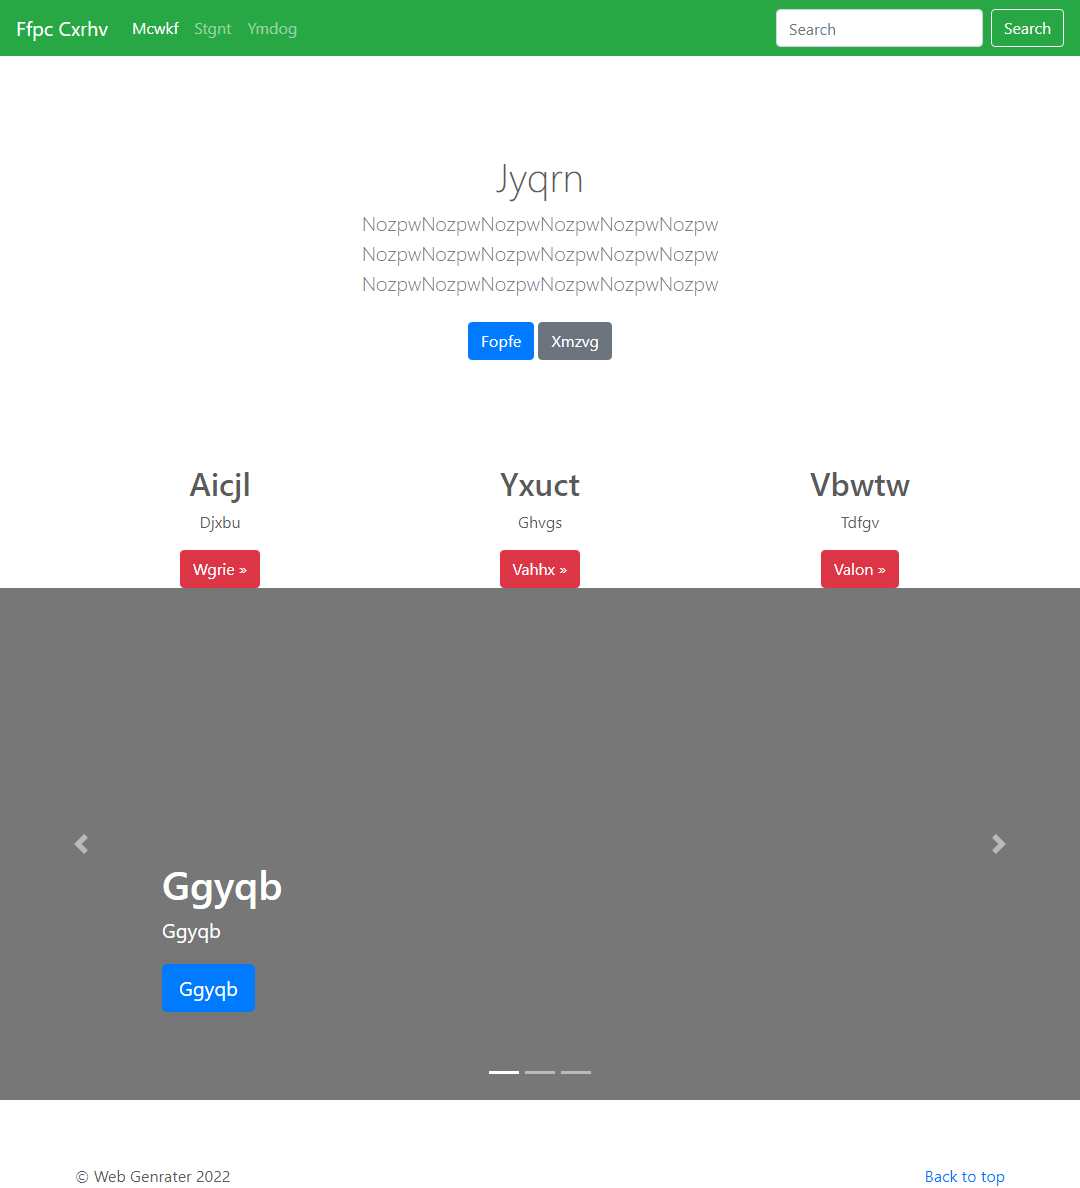 Ffpc Cxrhv Mcwkf Stgnt Ymdog Search Search
Jyqrn
NozpwNozpwNozpwNozpwNozpwNozpw
NozpwNozpwNozpwNozpwNozpwNozpw
NozpwNozpwNozpwNozpwNozpwNozpw
Fopfe Xmzvg
Aicjl Yxuct Vbwtw
Djxbu Ghvgs Tdfgv
Wgrie » Vahhx » Valon »
Ggyqb
Ggyqb
Ggyqb
© Web Genrater 2022 Back to top